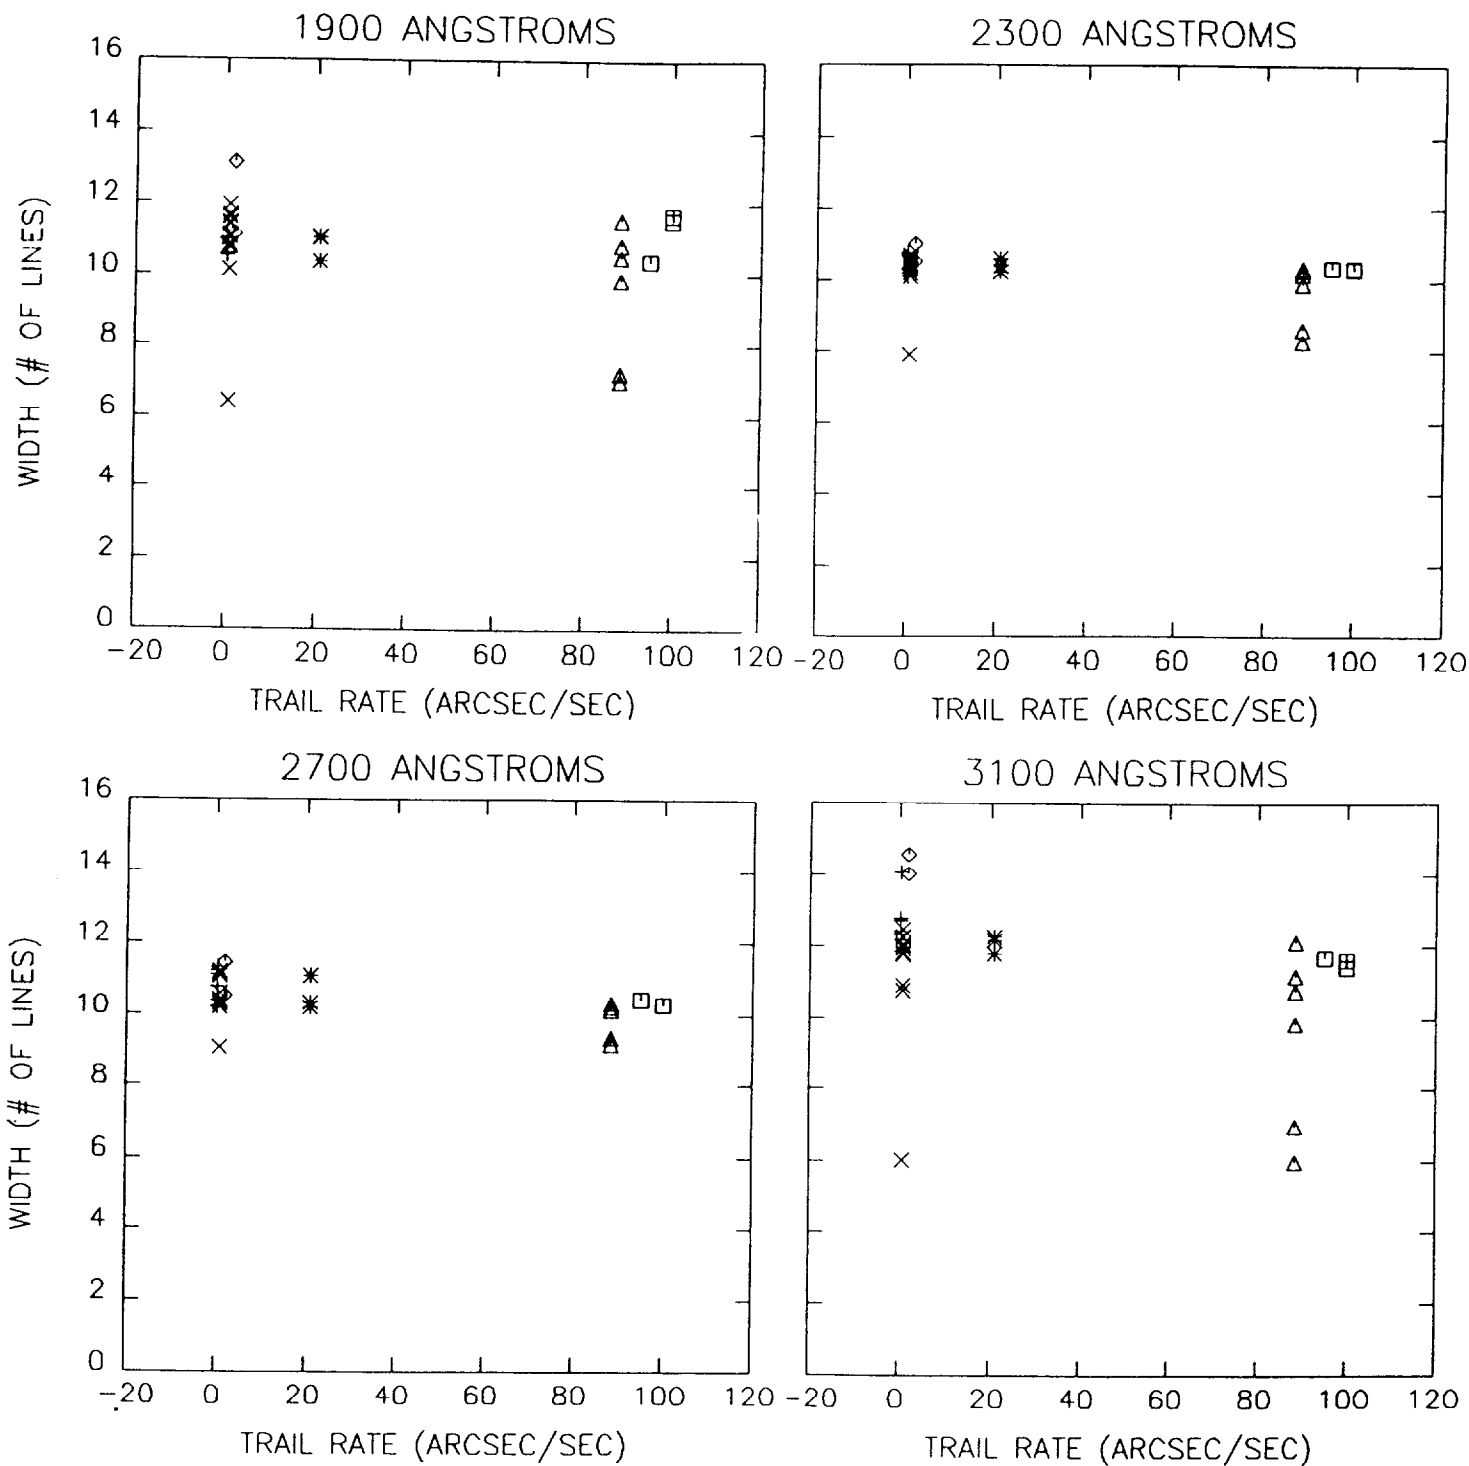 1900 ANGSTROMS
2300 ANGSTROMS
16
14
12
10
8
6
4
2
0
WIDTH (# OF LINES)
-20 0 20 40 60 80 100 120
-20 0 20 40 60 80 100 120
TRAIL RATE (ARCSEC/SEC)
TRAIL RATE (ARCSEC/SEC)
2700 ANGSTROMS
3100 ANGSTROMS
16
14
12
10
8
6
4
2
0
WIDTH (# OF LINES)
-20 0 20 40 60 80 100 120
-20 0 20 40 60 80 100 120
TRAIL RATE (ARCSEC/SEC)
TRAIL RATE (ARCSEC/SEC)